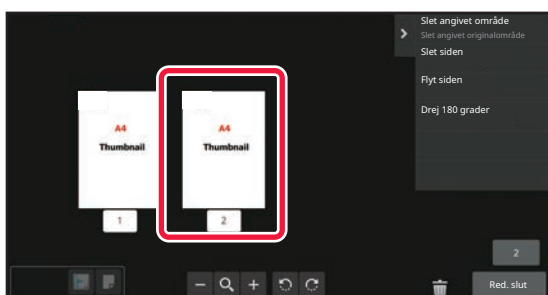 Slet angivet område
Slet angivet originalområde
Slet siden
Flyt siden
Drej 180 grader
A4
Thumbnail
A4
Thumbnail
1
2
2
Red. slut